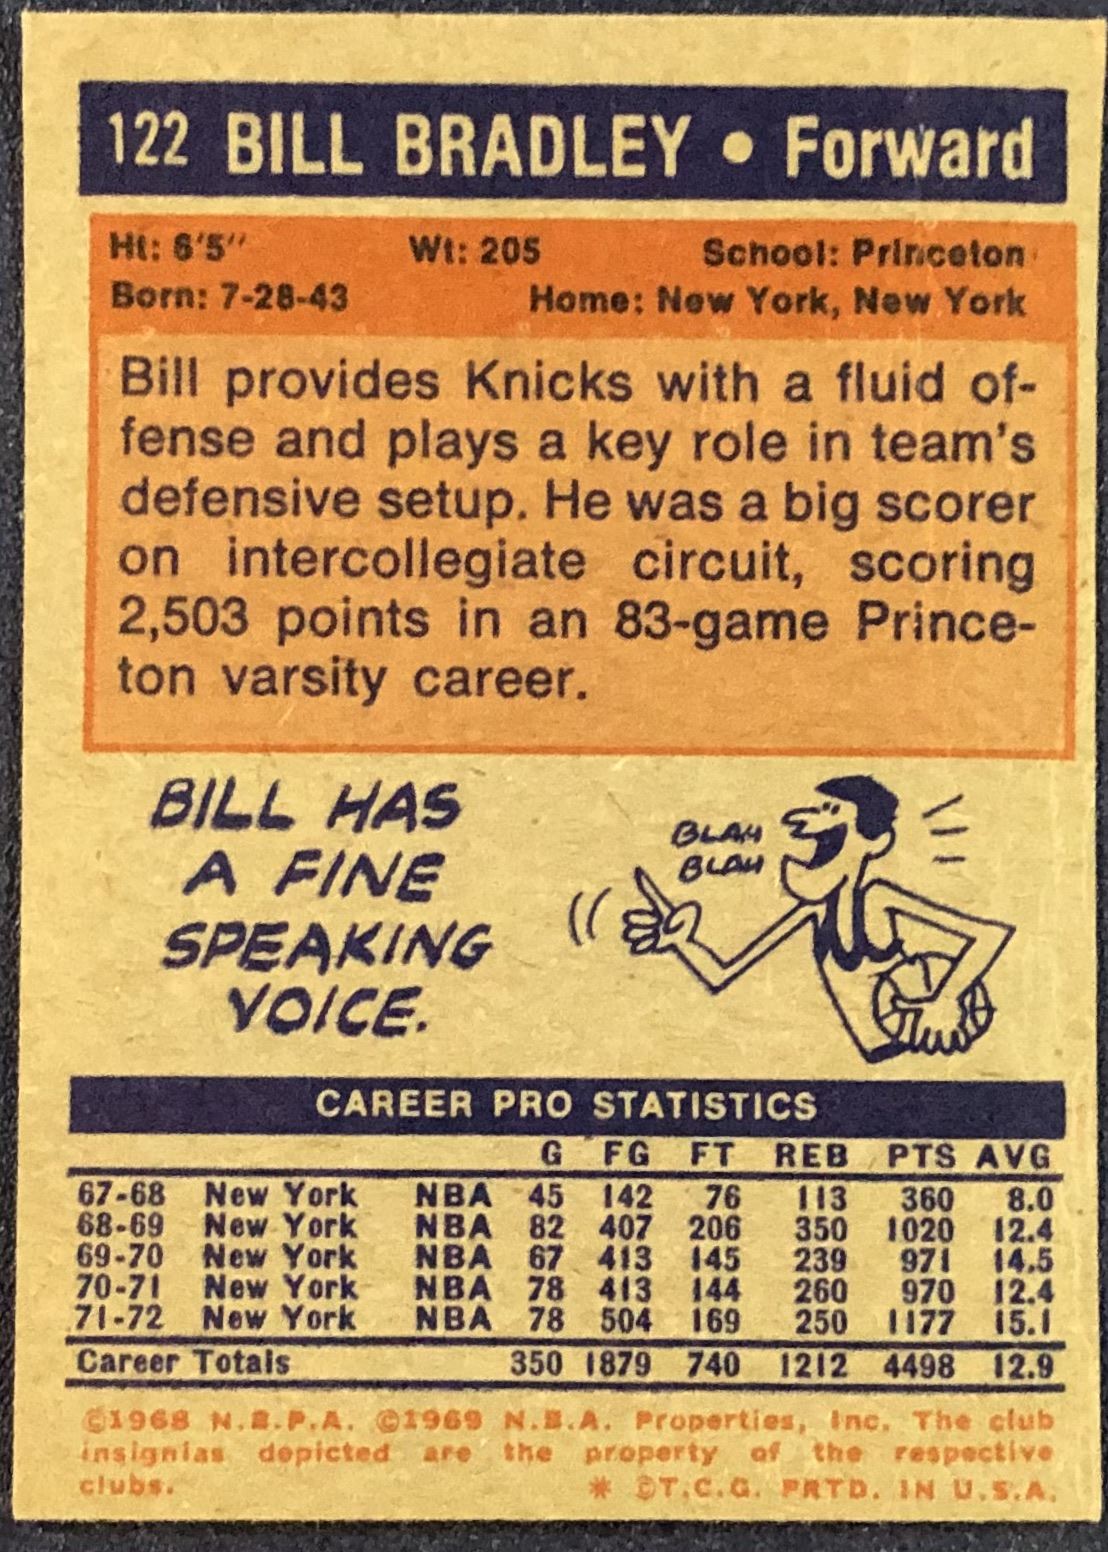 122 BILL BRADLEY • Forward
Ht: 6'5" Wt: 205 School: Princeton
Born: 7-28-43 Home: New York, New York
Bill provides Knicks with a fluid of-
fense and plays a key role in team's
defensive setup. He was a big scorer
on intercollegiate circuit, scoring
2,503 points in an 83-game Prince-
ton varsity career.
BILL HAS
A FINE
SPEAKING
VOICE.
BLAH
BLAH
CAREER PRO STATISTICS
G FG FT REB PTS AVG
67-68 New York NBA 45 142 76 113 360 8.0
68-69 New York NBA 82 407 206 350 1020 12.4
69-70 New York NBA 67 413 145 239 971 14.5
70-71 New York NBA 78 413 144 260 970 12.4
71-72 New York NBA 78 504 169 250 1177 15.1
Career Totals 350 1879 740 1212 4498 12.9
©1968 N.B.P.A. ©1969 N.B.A. Properties, Inc. The club
insignias depicted are the property of the respective
clubs. * ©T.C.G. PRTD. IN U.S.A.